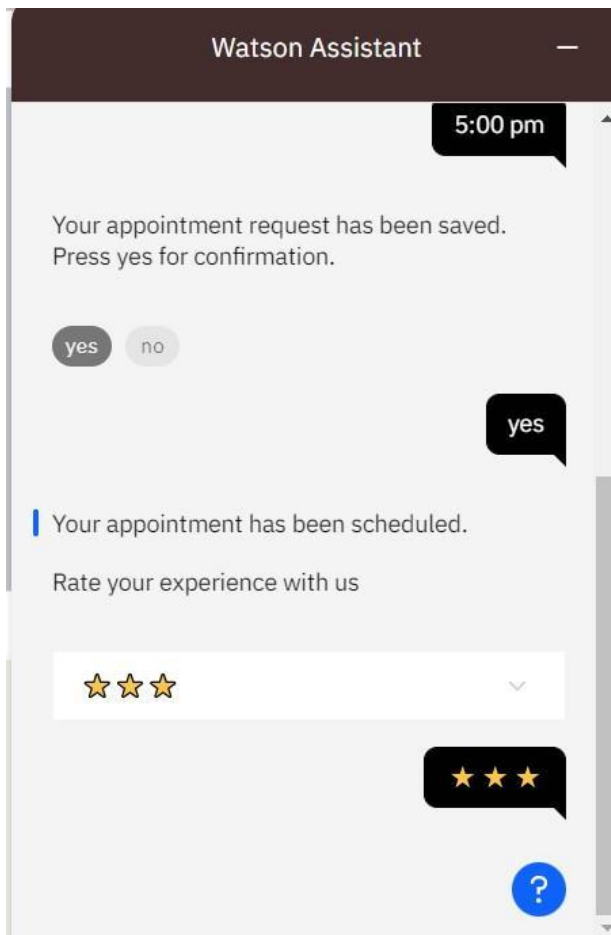 Watson Assistant
5:00 pm
Your appointment request has been saved.
Press yes for confirmation.
yes no
yes
Your appointment has been scheduled.
Rate your experience with us
?